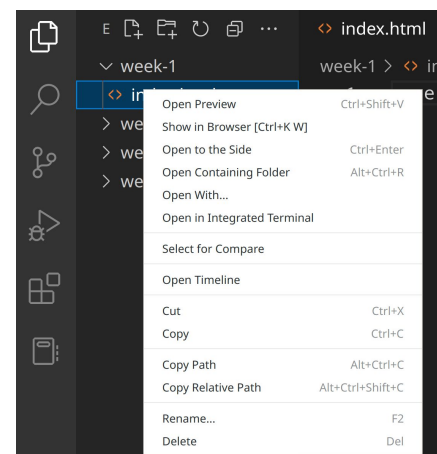 E
index.html
week-1
week-1 > in
Open Preview Ctrl+Shift+V
Show in Browser [Ctrl+K W]
Open to the Side Ctrl+Enter
Open Containing Folder Alt+Ctrl+R
Open With...
Open in Integrated Terminal
Select for Compare
Open Timeline
Cut Ctrl+X
Copy Ctrl+C
Copy Path Alt+Ctrl+C
Copy Relative Path Alt+Ctrl+Shift+C
Rename... F2
Delete Del